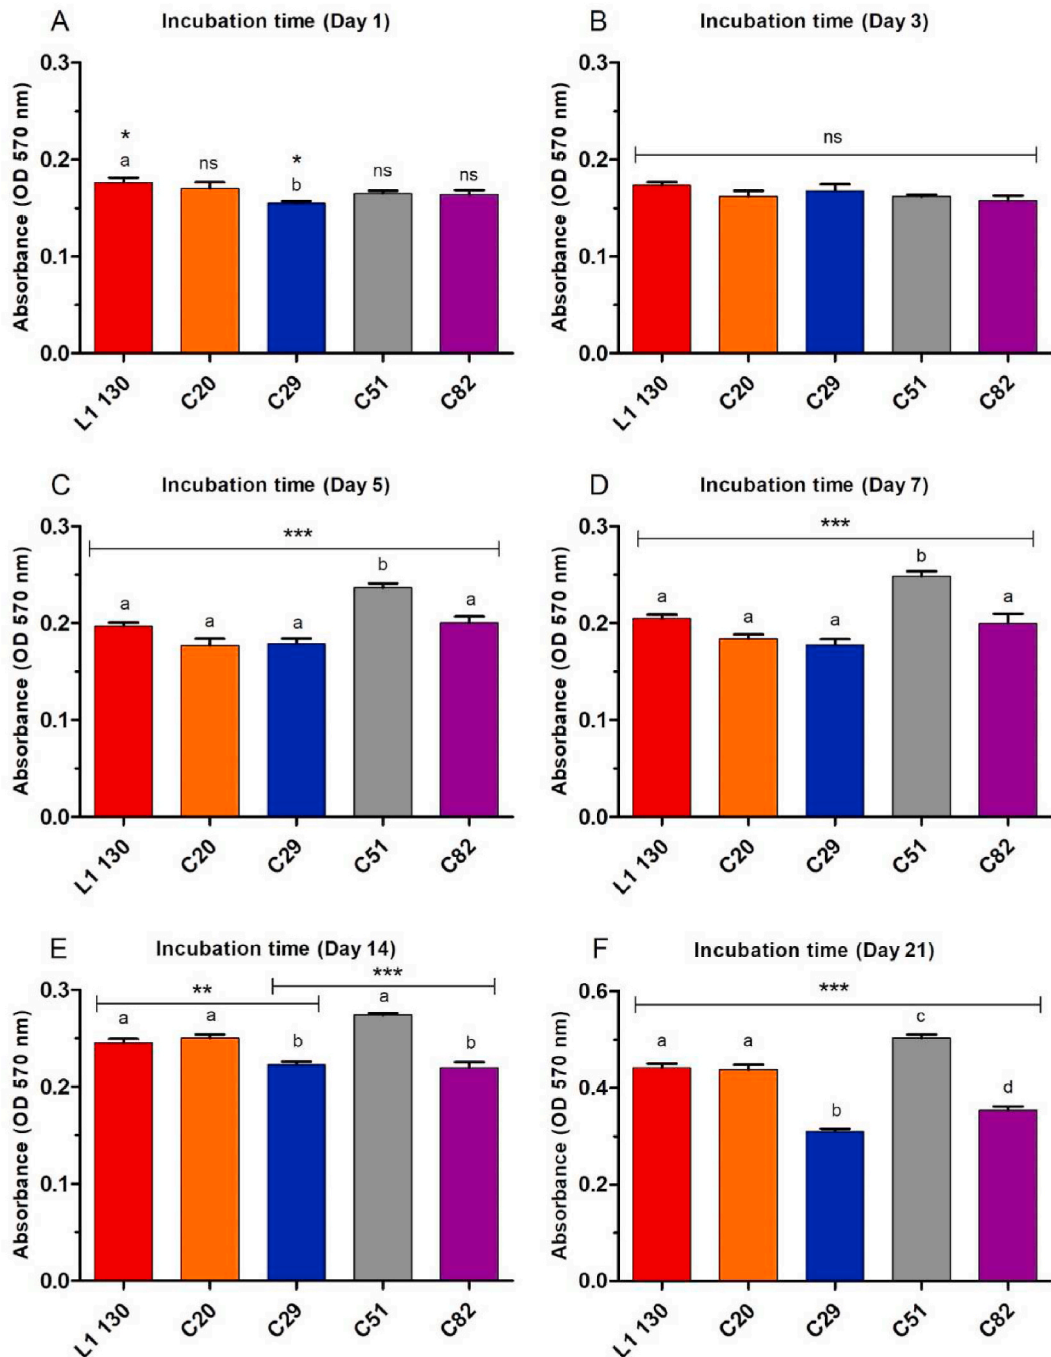 A Incubation time (Day 1)
Absorbance (OD 570 nm)
0.3
0.2
0.1
0.0
* a
ns
* b
ns
ns
L1 130 C20 C29 C51 C82
B Incubation time (Day 3)
Absorbance (OD 570 nm)
0.3
0.2
0.1
0.0
ns
L1 130 C20 C29 C51 C82
C Incubation time (Day 5)
Absorbance (OD 570 nm)
0.3
0.2
0.1
0.0
***
a a a b a
L1 130 C20 C29 C51 C82
D Incubation time (Day 7)
Absorbance (OD 570 nm)
0.3
0.2
0.1
0.0
***
a a a b a
L1 130 C20 C29 C51 C82
E Incubation time (Day 14)
Absorbance (OD 570 nm)
0.3
0.2
0.1
0.0
** ***
a a b a b
L1 130 C20 C29 C51 C82
F Incubation time (Day 21)
Absorbance (OD 570 nm)
0.6
0.4
0.2
0.0
***
a a b c d
L1 130 C20 C29 C51 C82